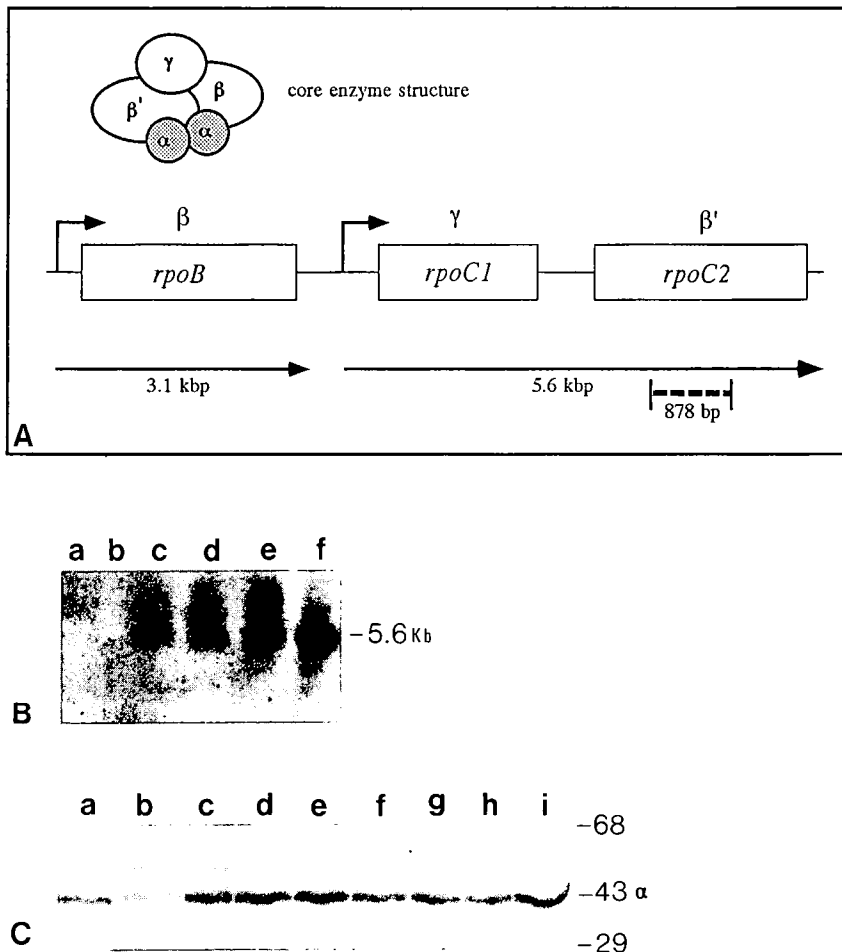 γ
β' β
α α
core enzyme structure
β γ β'
rpoB rpoC1 rpoC2
3.1 kbp 5.6 kbp
878 bp
A
a b c d e f
-5.6 Kb
B
a b c d e f g h i
-68
-43 α
C
-29